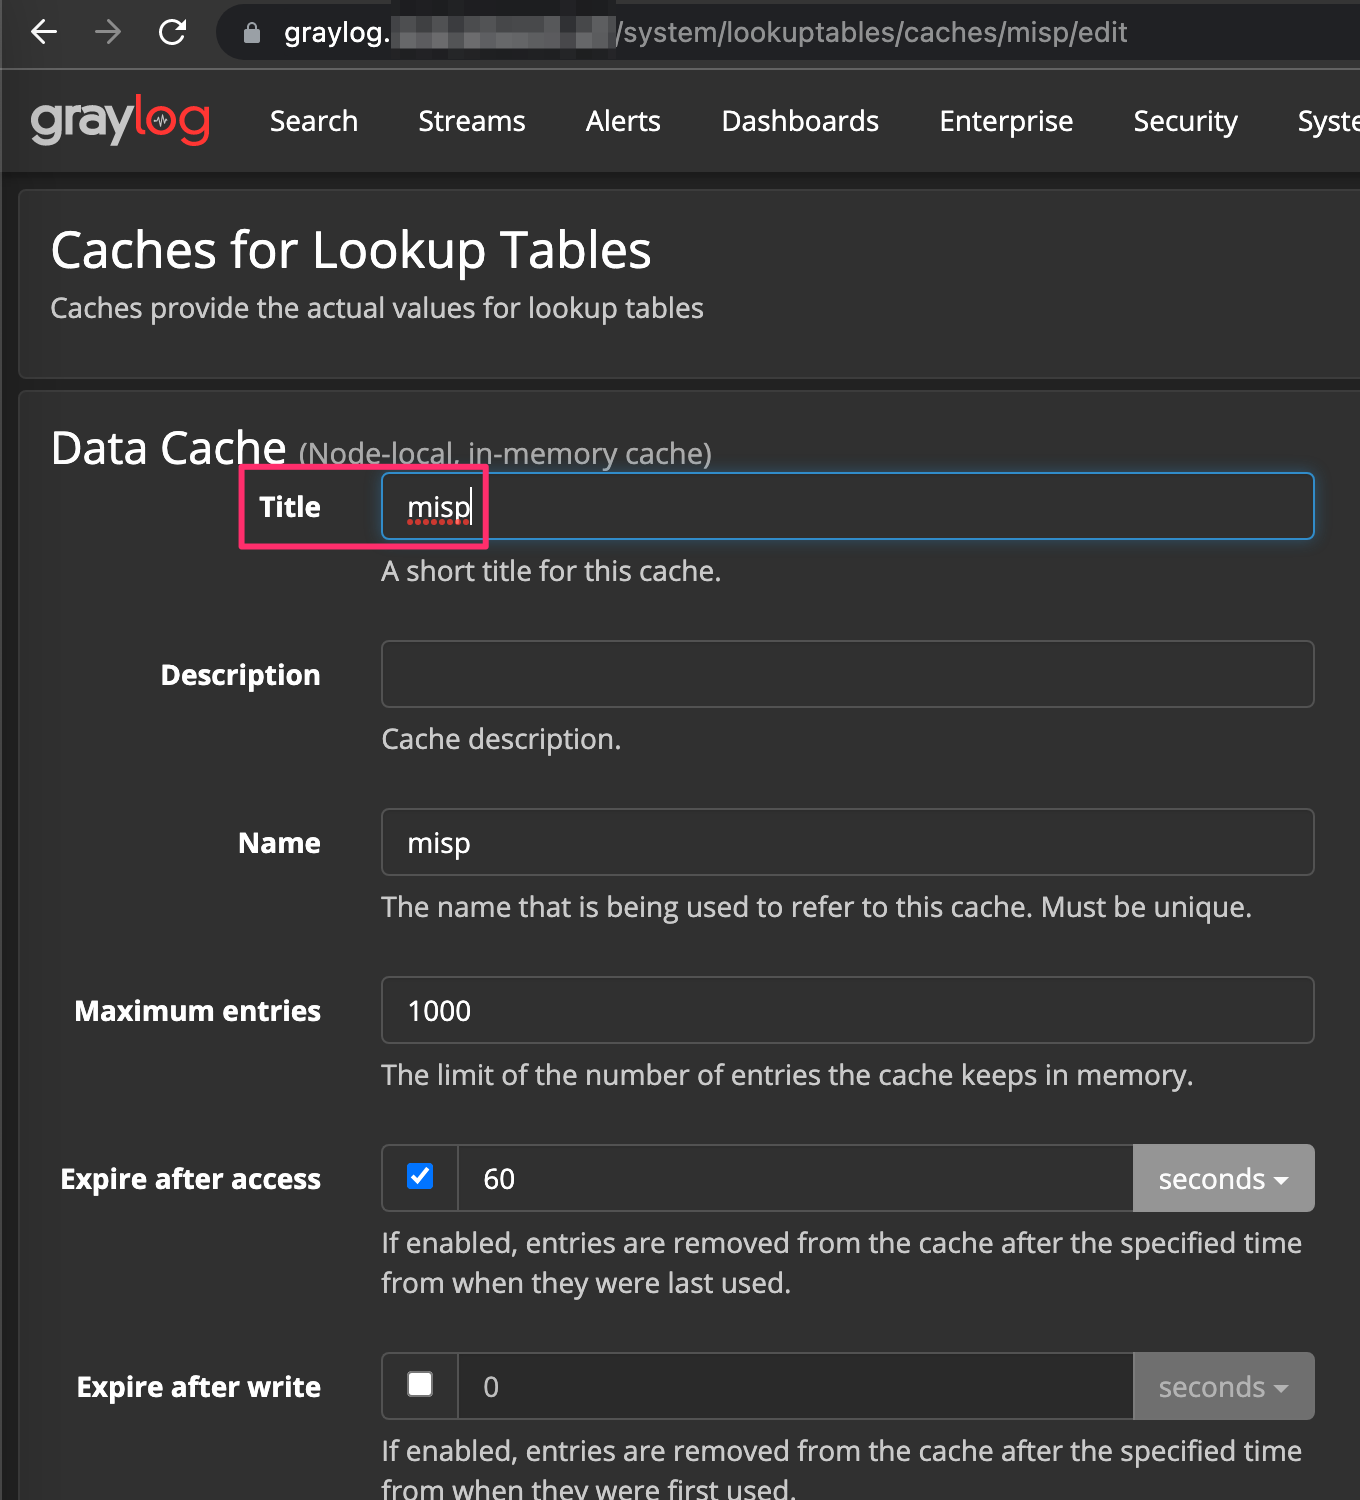 graylog. /system/lookuptables/caches/misp/edit
graylog Search Streams Alerts Dashboards Enterprise Security Syste
Caches for Lookup Tables
Caches provide the actual values for lookup tables
Data Cache (Node-local, in-memory cache)
Title misp
A short title for this cache.
Description
Cache description.
Name misp
The name that is being used to refer to this cache. Must be unique.
Maximum entries 1000
The limit of the number of entries the cache keeps in memory.
Expire after access 60 seconds
If enabled, entries are removed from the cache after the specified time
from when they were last used.
Expire after write 0 seconds
If enabled, entries are removed from the cache after the specified time
from when they were first used.